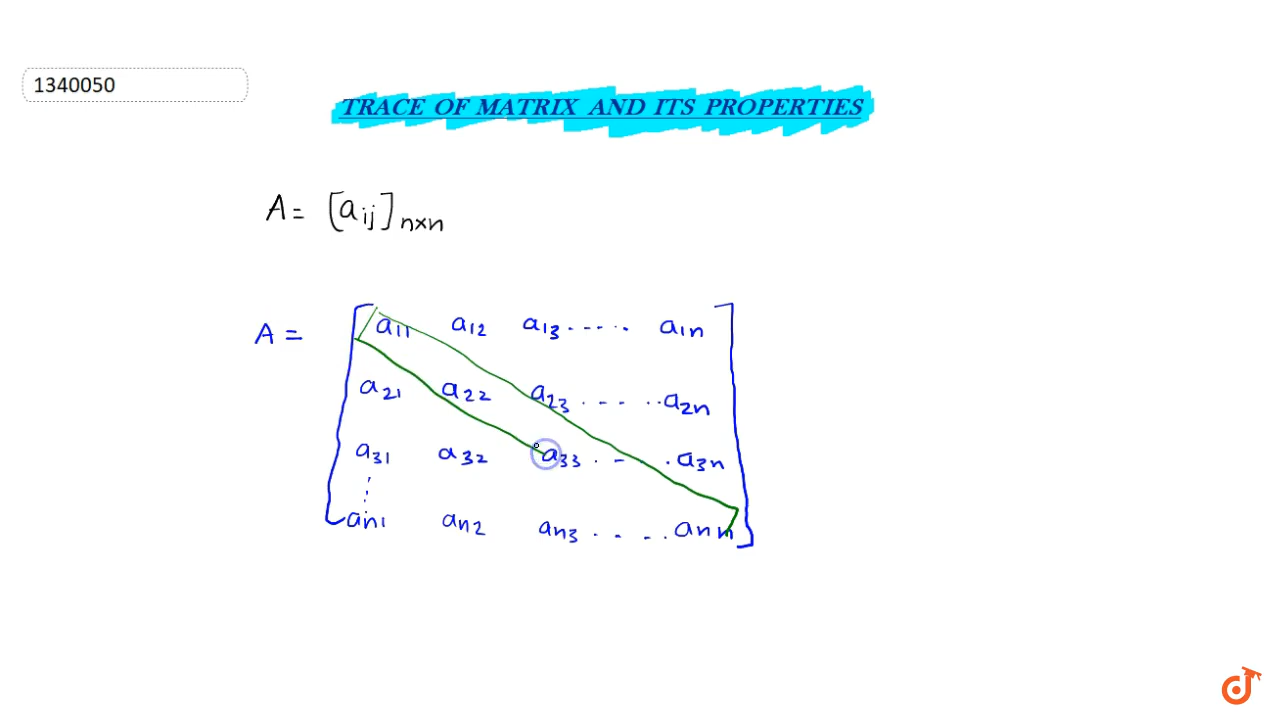 1340050
TRACE OF MATRIX AND ITS PROPERTIES
A = [aij]n×n
A =
a11 a12 a13 ..... a1n
a21 a22 a23 ..... a2n
a31 a32 a33 .... a3n
⋮
an1 an2 an3 ..... ann